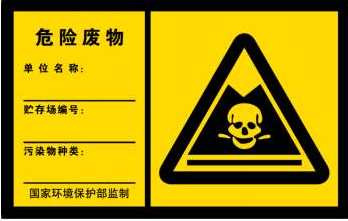 危险废物
单位名称：
贮存场编号：
污染物种类：
国家环境保护部监制